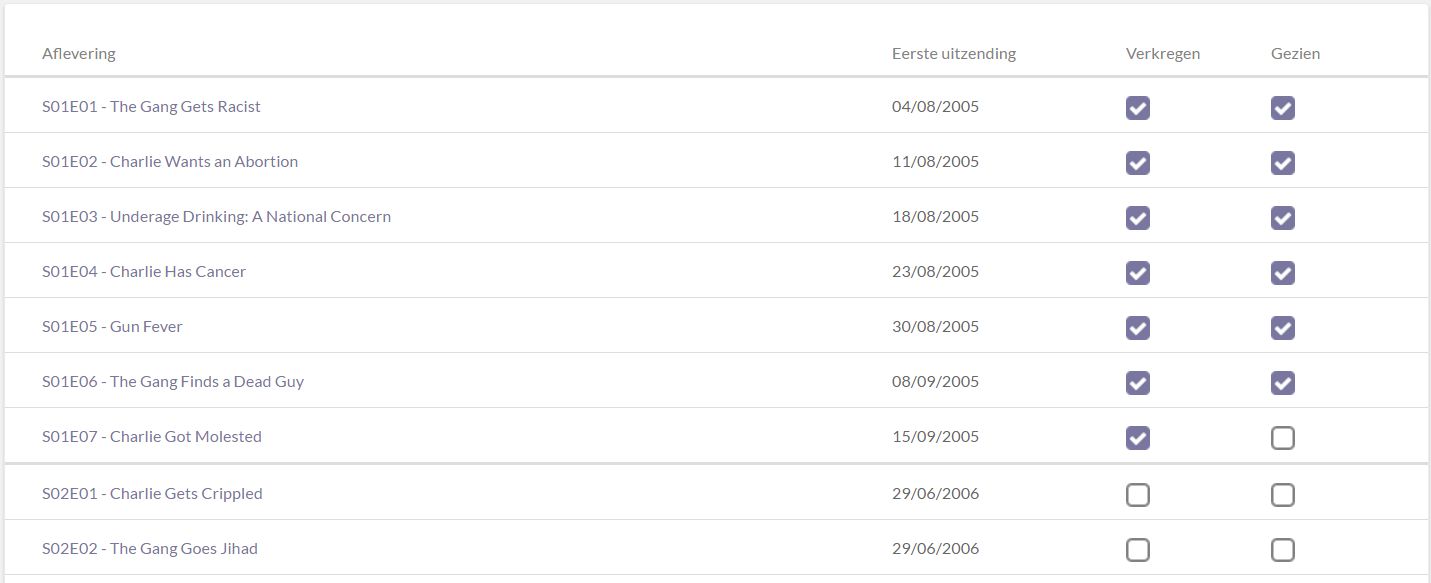 Aflevering Eerste uitzending Verkregen Gezien
S01E01 - The Gang Gets Racist 04/08/2005
S01E02 - Charlie Wants an Abortion 11/08/2005
S01E03 - Underage Drinking: A National Concern 18/08/2005
S01E04 - Charlie Has Cancer 23/08/2005
S01E05 - Gun Fever 30/08/2005
S01E06 - The Gang Finds a Dead Guy 08/09/2005
S01E07 - Charlie Got Molested 15/09/2005
S02E01 - Charlie Gets Crippled 29/06/2006
S02E02 - The Gang Goes Jihad 29/06/2006